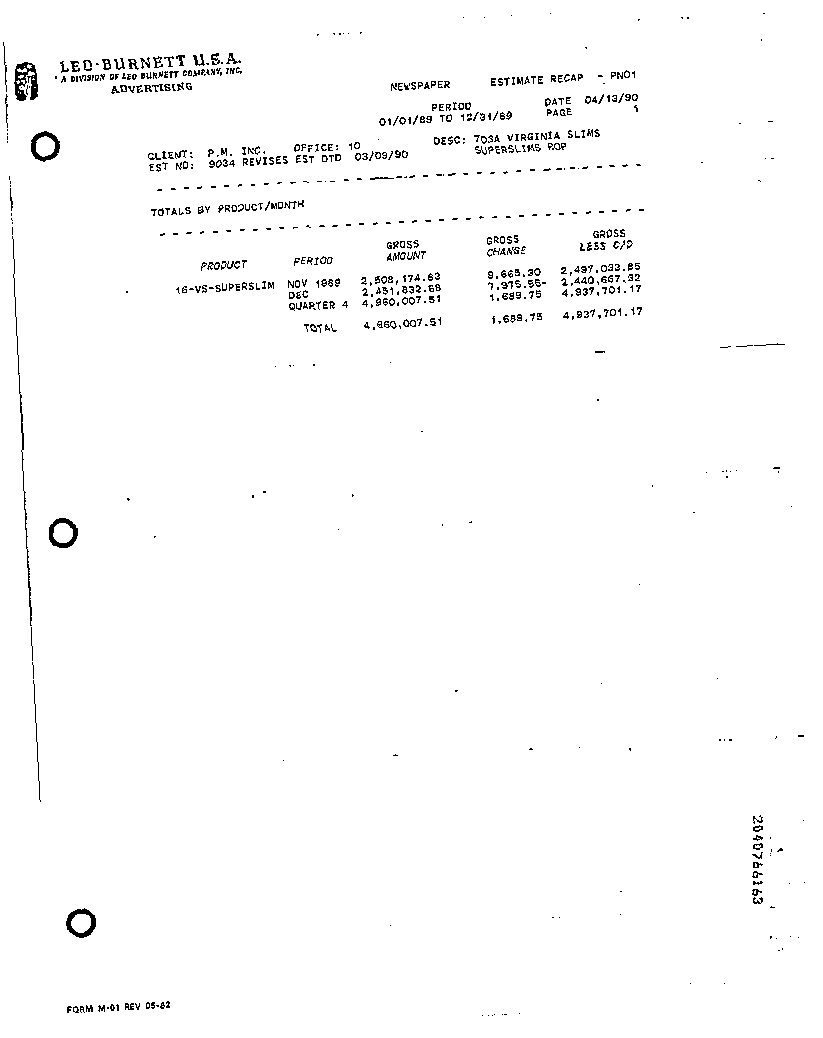 LEO BURNETT U.S.A.
A DIVISION OF LEO BURNETT COMPANY, INC.
ADVERTISING
NEWSPAPER ESTIMATE RECAP - PN01
PERIOD DATE 04/13/90
01/01/89 TO 12/31/89 PAGE 1
CLIENT: P.M. INC. OFFICE: 10 DESC: 703A VIRGINIA SLIMS
EST NO: 9034 REVISES EST DTD 03/09/90 SUPERSLIMS ROP
TOTALS BY PRODUCT/MONTH
GROSS GROSS GROSS
PRODUCT PERIOD AMOUNT CHANGE LESS C/D
16-VS-SUPERSLIM NOV 1989 2,508,174.63 9,665.30 2,497,033.85
DEC 2,451,832.88 7,975.55- 2,440,667.32
QUARTER 4 4,960,007.51 1,689.75 4,937,701.17
TOTAL 4,960,007.51 1,689.75 4,937,701.17
2040766163
FORM M-01 REV 05-82